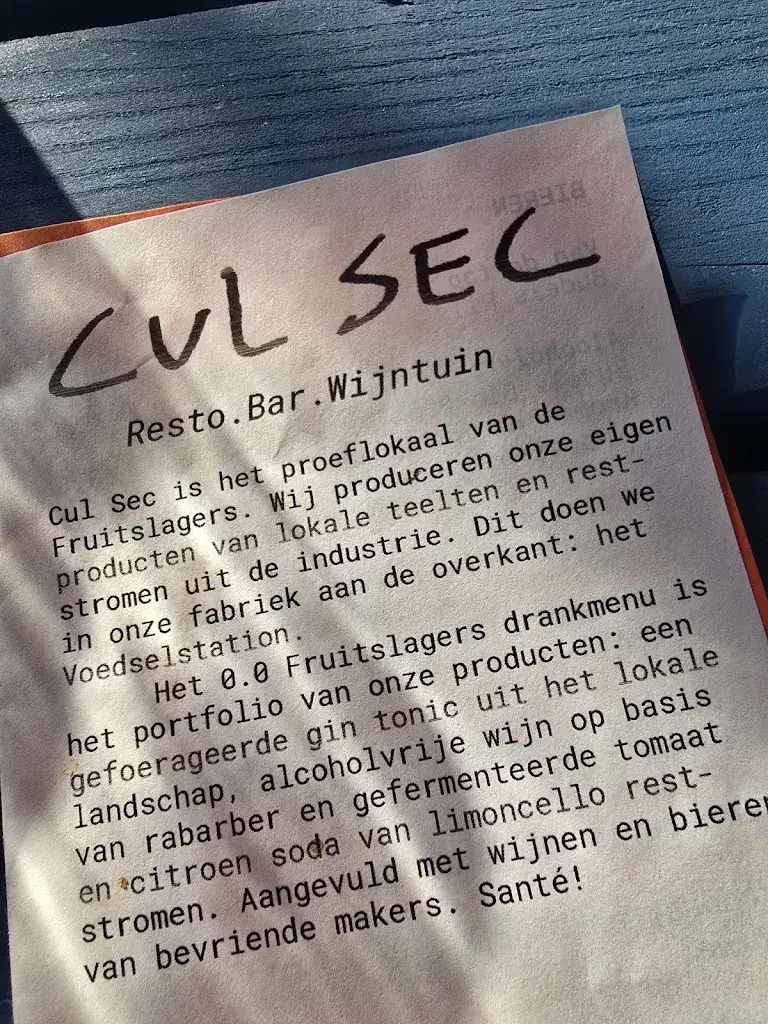 CUL SEC
Resto.Bar.Wijntuin
Cul Sec is het proeflokaal van de
Fruitslagers. Wij produceren onze eigen
producten van lokale teelten en rest-
stromen uit de industrie. Dit doen we
in onze fabriek aan de overkant: het
Voedselstation.
Het 0.0 Fruitslagers drankmenu is
het portfolio van onze producten: een
gefoerageerde gin tonic uit het lokale
landschap, alcoholvrije wijn op basis
van rabarber en gefermenteerde tomaat
en citroen soda van limoncello rest-
stromen. Aangevuld met wijnen en bieren
van bevriende makers. Santé!
BIEREN